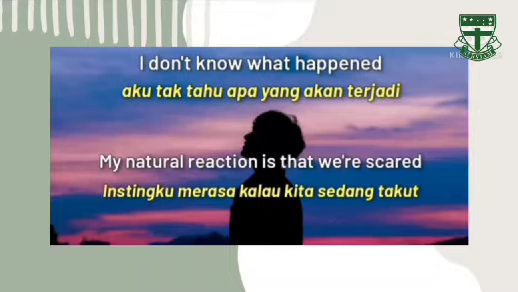 I don't know what happened
aku tak tahu apa yang akan terjadi
My natural reaction is that we're scared
Instingku merasa kalau kita sedang takut